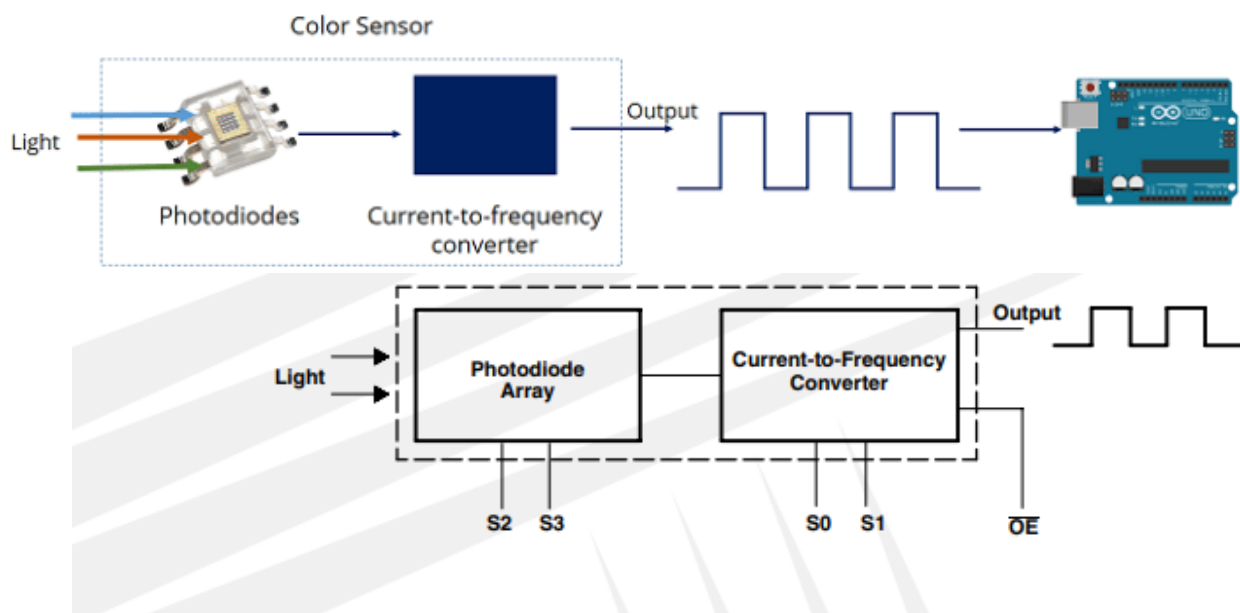 Color Sensor
Light
Photodiodes
Current-to-frequency
converter
Output
UNO
Light
Photodiode
Array
Current-to-Frequency
Converter
Output
S2
S3
S0
S1
OE